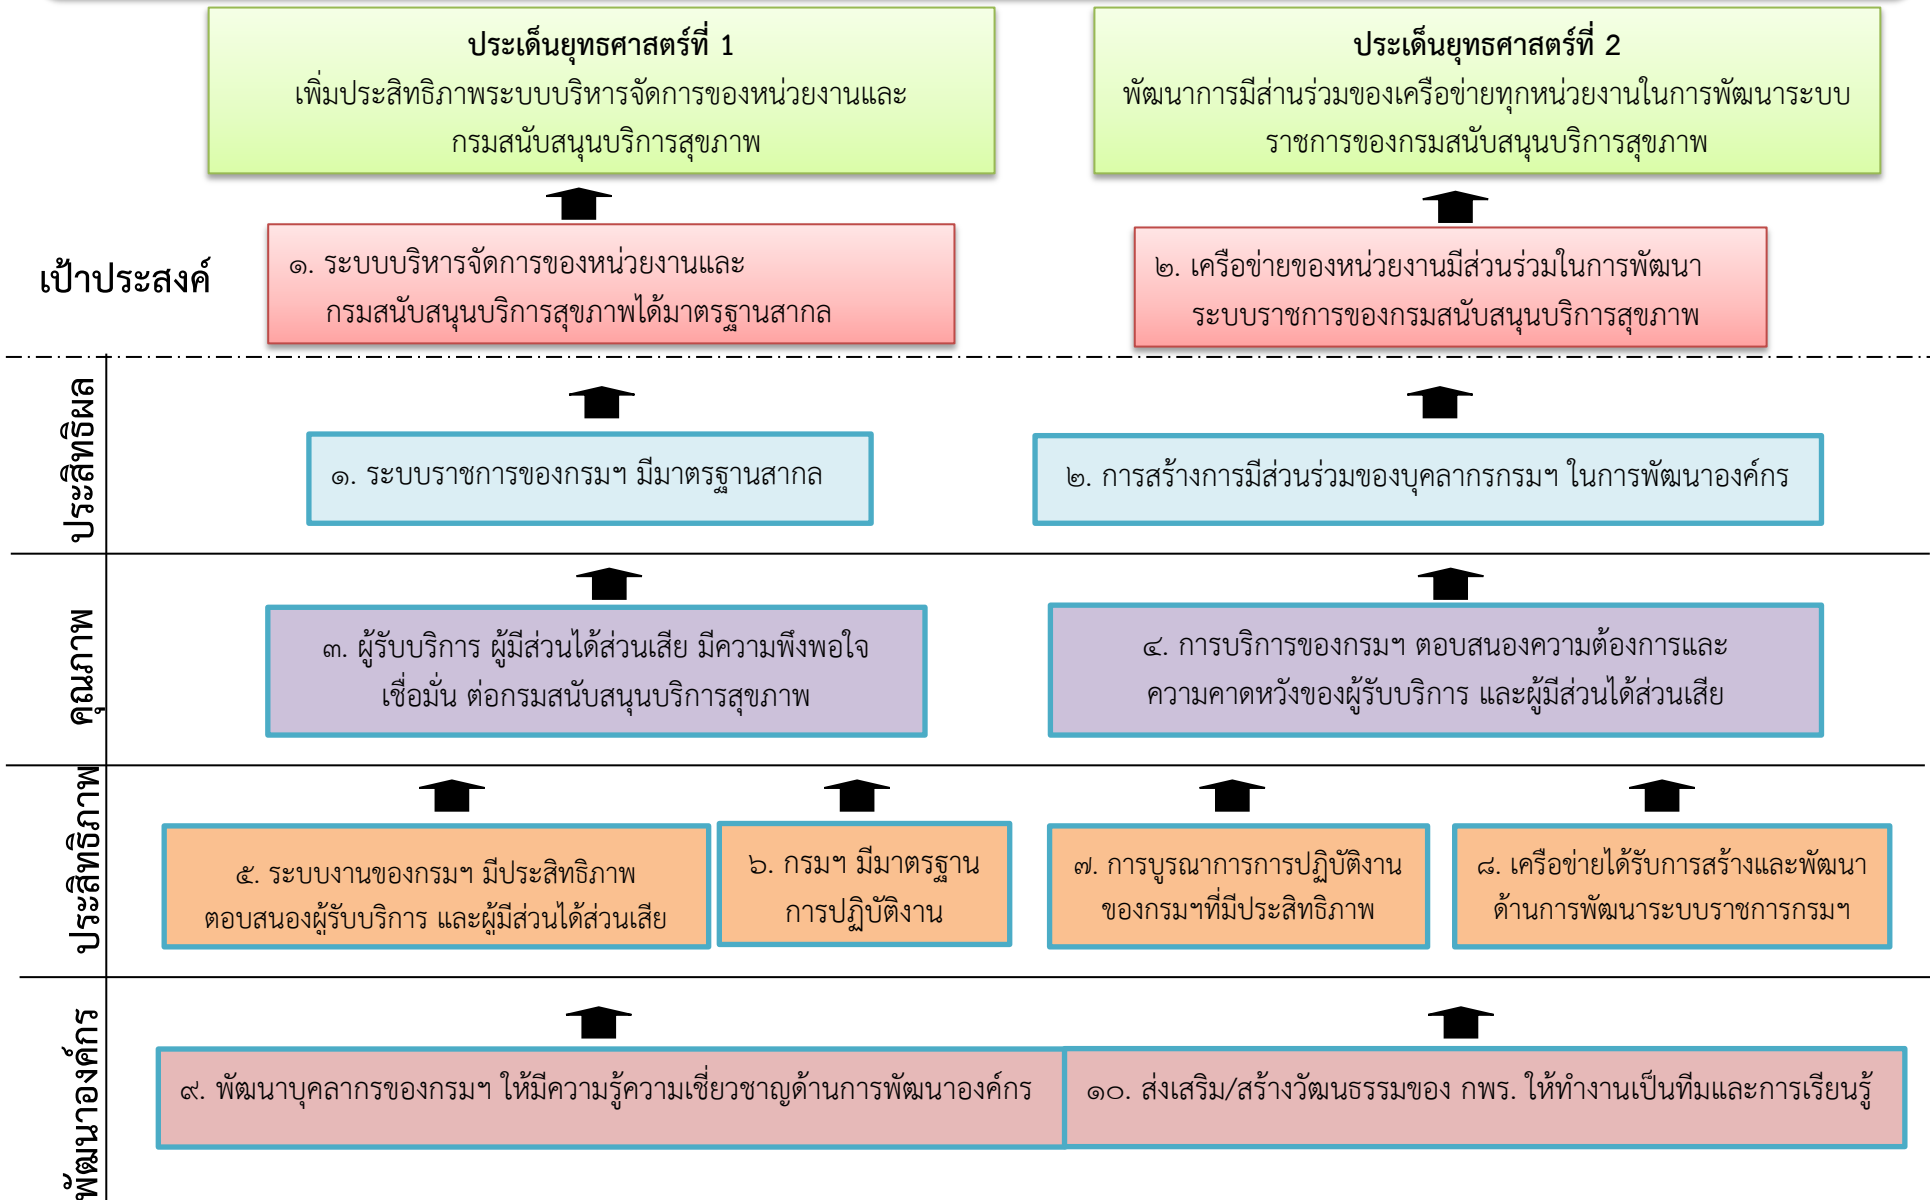 ประเด็นยุทธศาสตร์ที่ 1
เพิ่มประสิทธิภาพระบบบริหารจัดการของหน่วยงานและ
กรมสนับสนุนบริการสุขภาพ
ประเด็นยุทธศาสตร์ที่ 2
พัฒนาการมีส่านร่วมของเครือข่ายทุกหน่วยงานในการพัฒนาระบบ
ราชการของกรมสนับสนุนบริการสุขภาพ
เป้าประสงค์
๑. ระบบบริหารจัดการของหน่วยงานและ
กรมสนับสนุนบริการสุขภาพได้มาตรฐานสากล
๒. เครือข่ายของหน่วยงานมีส่วนร่วมในการพัฒนา
ระบบราชการของกรมสนับสนุนบริการสุขภาพ
ประสิทธิผล
๑. ระบบราชการของกรมฯ มีมาตรฐานสากล
๒. การสร้างการมีส่วนร่วมของบุคลากรกรมฯ ในการพัฒนาองค์กร
คุณภาพ
๓. ผู้รับบริการ ผู้มีส่วนได้ส่วนเสีย มีความพึงพอใจ
เชื่อมั่น ต่อกรมสนับสนุนบริการสุขภาพ
๔. การบริการของกรมฯ ตอบสนองความต้องการและ
ความคาดหวังของผู้รับบริการ และผู้มีส่วนได้ส่วนเสีย
ประสิทธิภาพ
๕. ระบบงานของกรมฯ มีประสิทธิภาพ
ตอบสนองผู้รับบริการ และผู้มีส่วนได้ส่วนเสีย
๖. กรมฯ มีมาตรฐาน
การปฏิบัติงาน
๗. การบูรณาการการปฏิบัติงาน
ของกรมฯที่มีประสิทธิภาพ
๘. เครือข่ายได้รับการสร้างและพัฒนา
ด้านการพัฒนาระบบราชการกรมฯ
พัฒนาองค์กร
๙. พัฒนาบุคลากรของกรมฯ ให้มีความรู้ความเชี่ยวชาญด้านการพัฒนาองค์กร
๑๐. ส่งเสริม/สร้างวัฒนธรรมของ กพร. ให้ทำงานเป็นทีมและการเรียนรู้